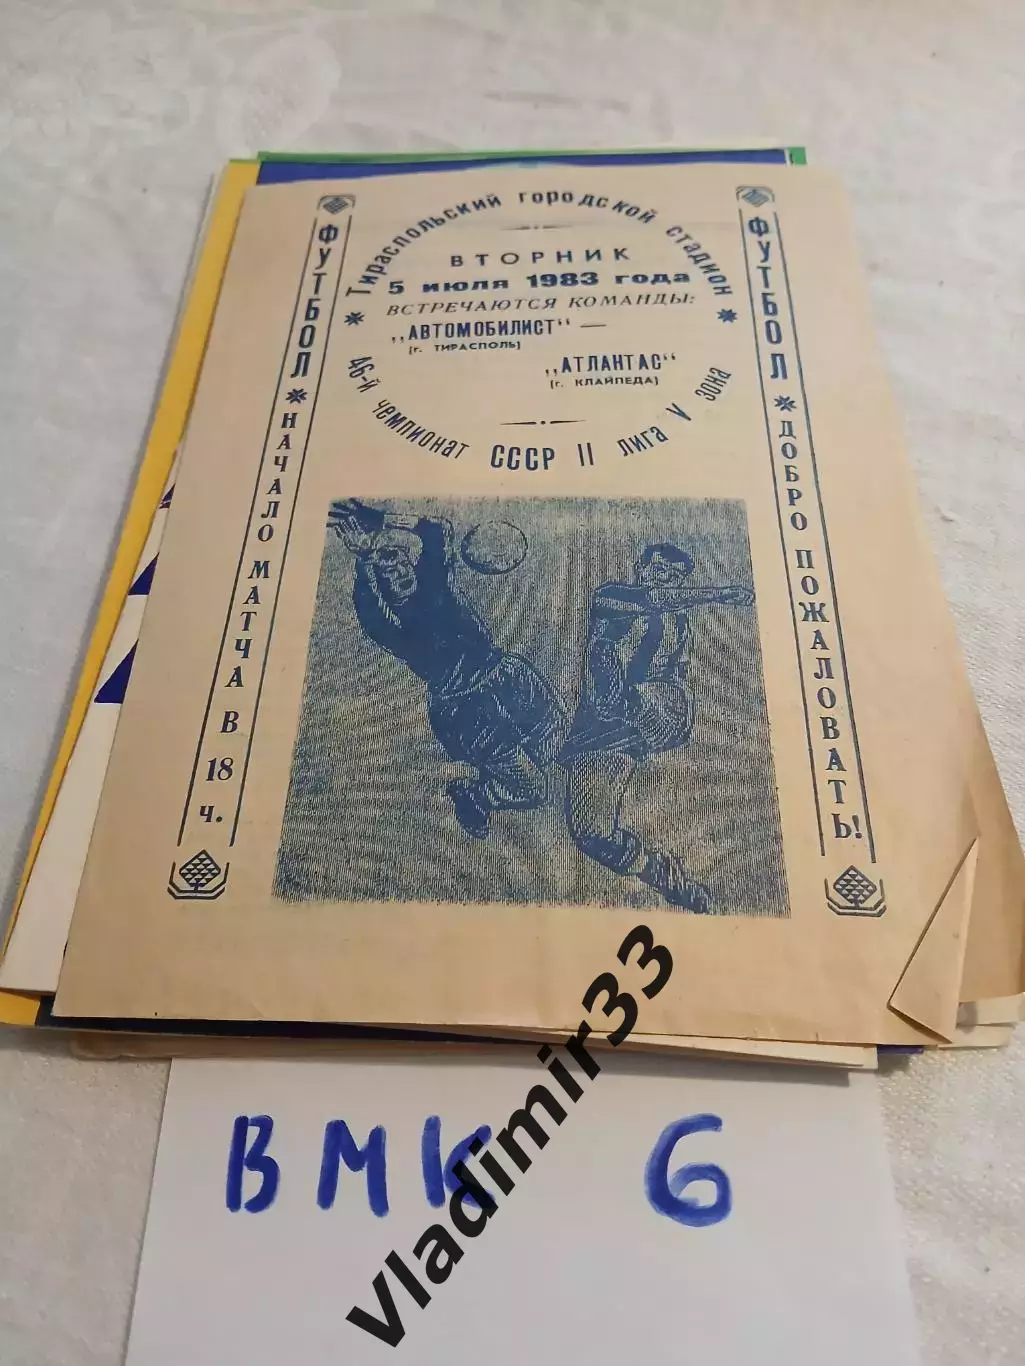 Тираспольский городской стадион
ВТОРНИК
5 июля 1983 года
ВСТРЕЧАЮТСЯ КОМАНДЫ:
„АВТОМОБИЛИСТ“ —
(г. ТИРАСПОЛЬ)
„АТЛАНТАС“
(г. КЛАЙПЕДА)
46-й чемпионат СССР II лига V зона
ФУТБОЛ НАЧАЛО МАТЧА В 18 ч.
ФУТБОЛ ДОБРО ПОЖАЛОВАТЬ!
ВМК 6
Vladimir33